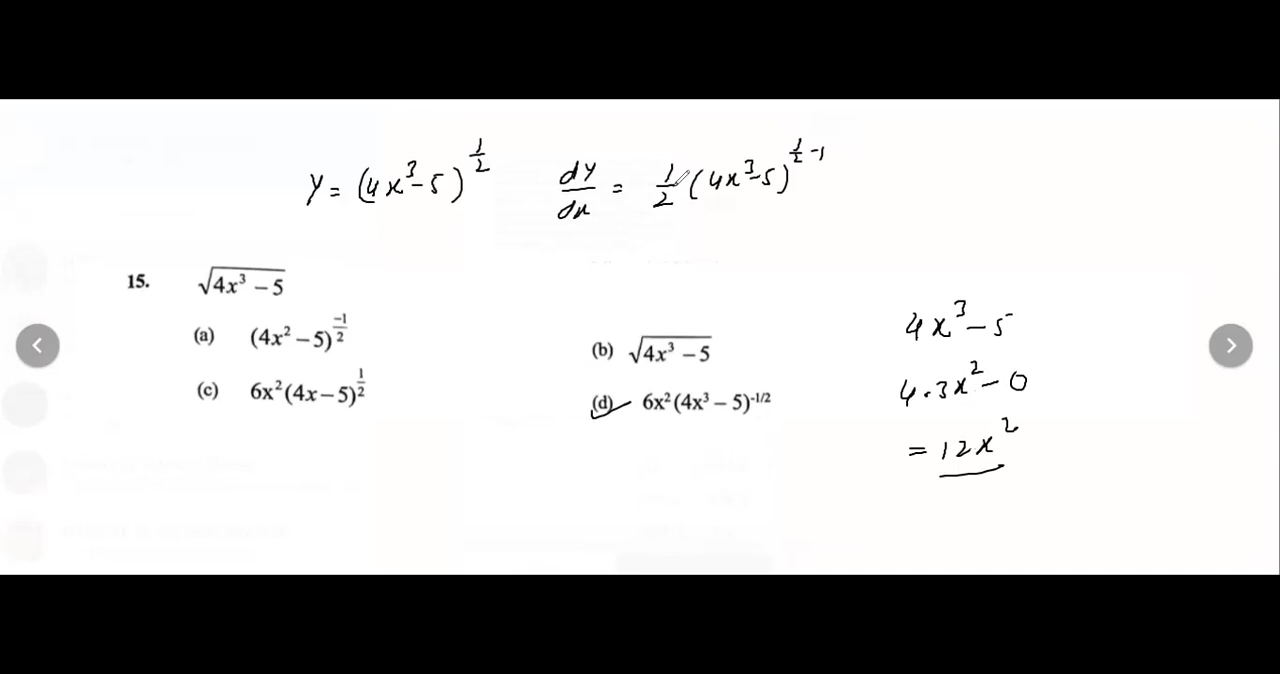 y = (4x³-5)^(1/2)    dy/dx = 1/2 (4x³-5)^(1/2 -1)
15. √(4x³ – 5)
(a) (4x² – 5)^(-1/2)
(b) √(4x³ – 5)
(c) 6x² (4x – 5)^(1/2)
(d) 6x² (4x³ – 5)^(-1/2)
4x³ – 5
4.3x² – 0
= 12x²